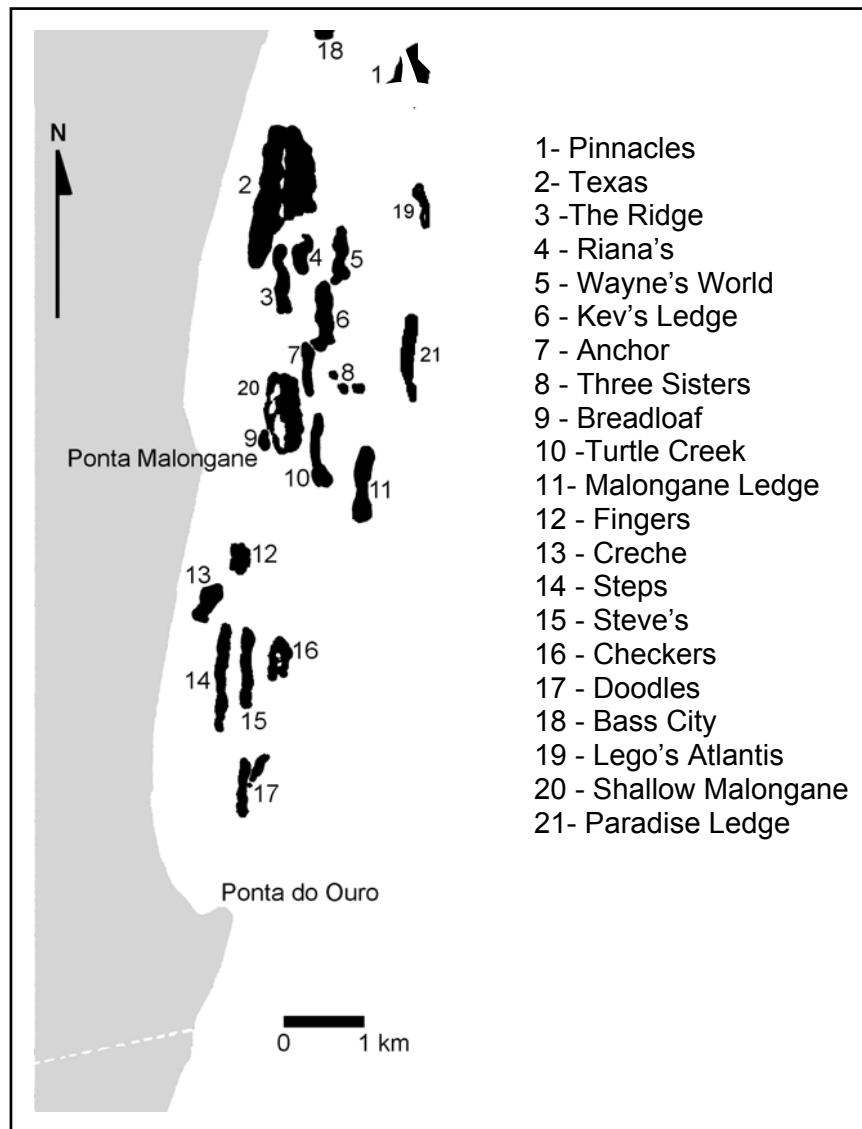 18
1
N
2
19
4
5
3
6
7
8
21
20
9
Ponta Malongane
10
11
12
13
16
14
15
17
Ponta do Ouro
0 1 km
1- Pinnacles
2- Texas
3 -The Ridge
4 - Riana's
5 - Wayne's World
6 - Kev's Ledge
7 - Anchor
8 - Three Sisters
9 - Breadloaf
10 -Turtle Creek
11- Malongane Ledge
12 - Fingers
13 - Creche
14 - Steps
15 - Steve's
16 - Checkers
17 - Doodles
18 - Bass City
19 - Lego's Atlantis
20 - Shallow Malongane
21- Paradise Ledge